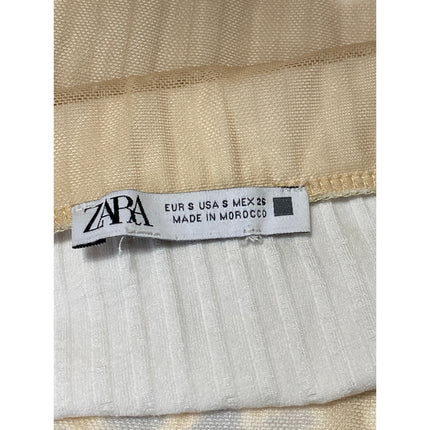 ZARA
EUR S USA S MEX 26
MADE IN MOROCCO